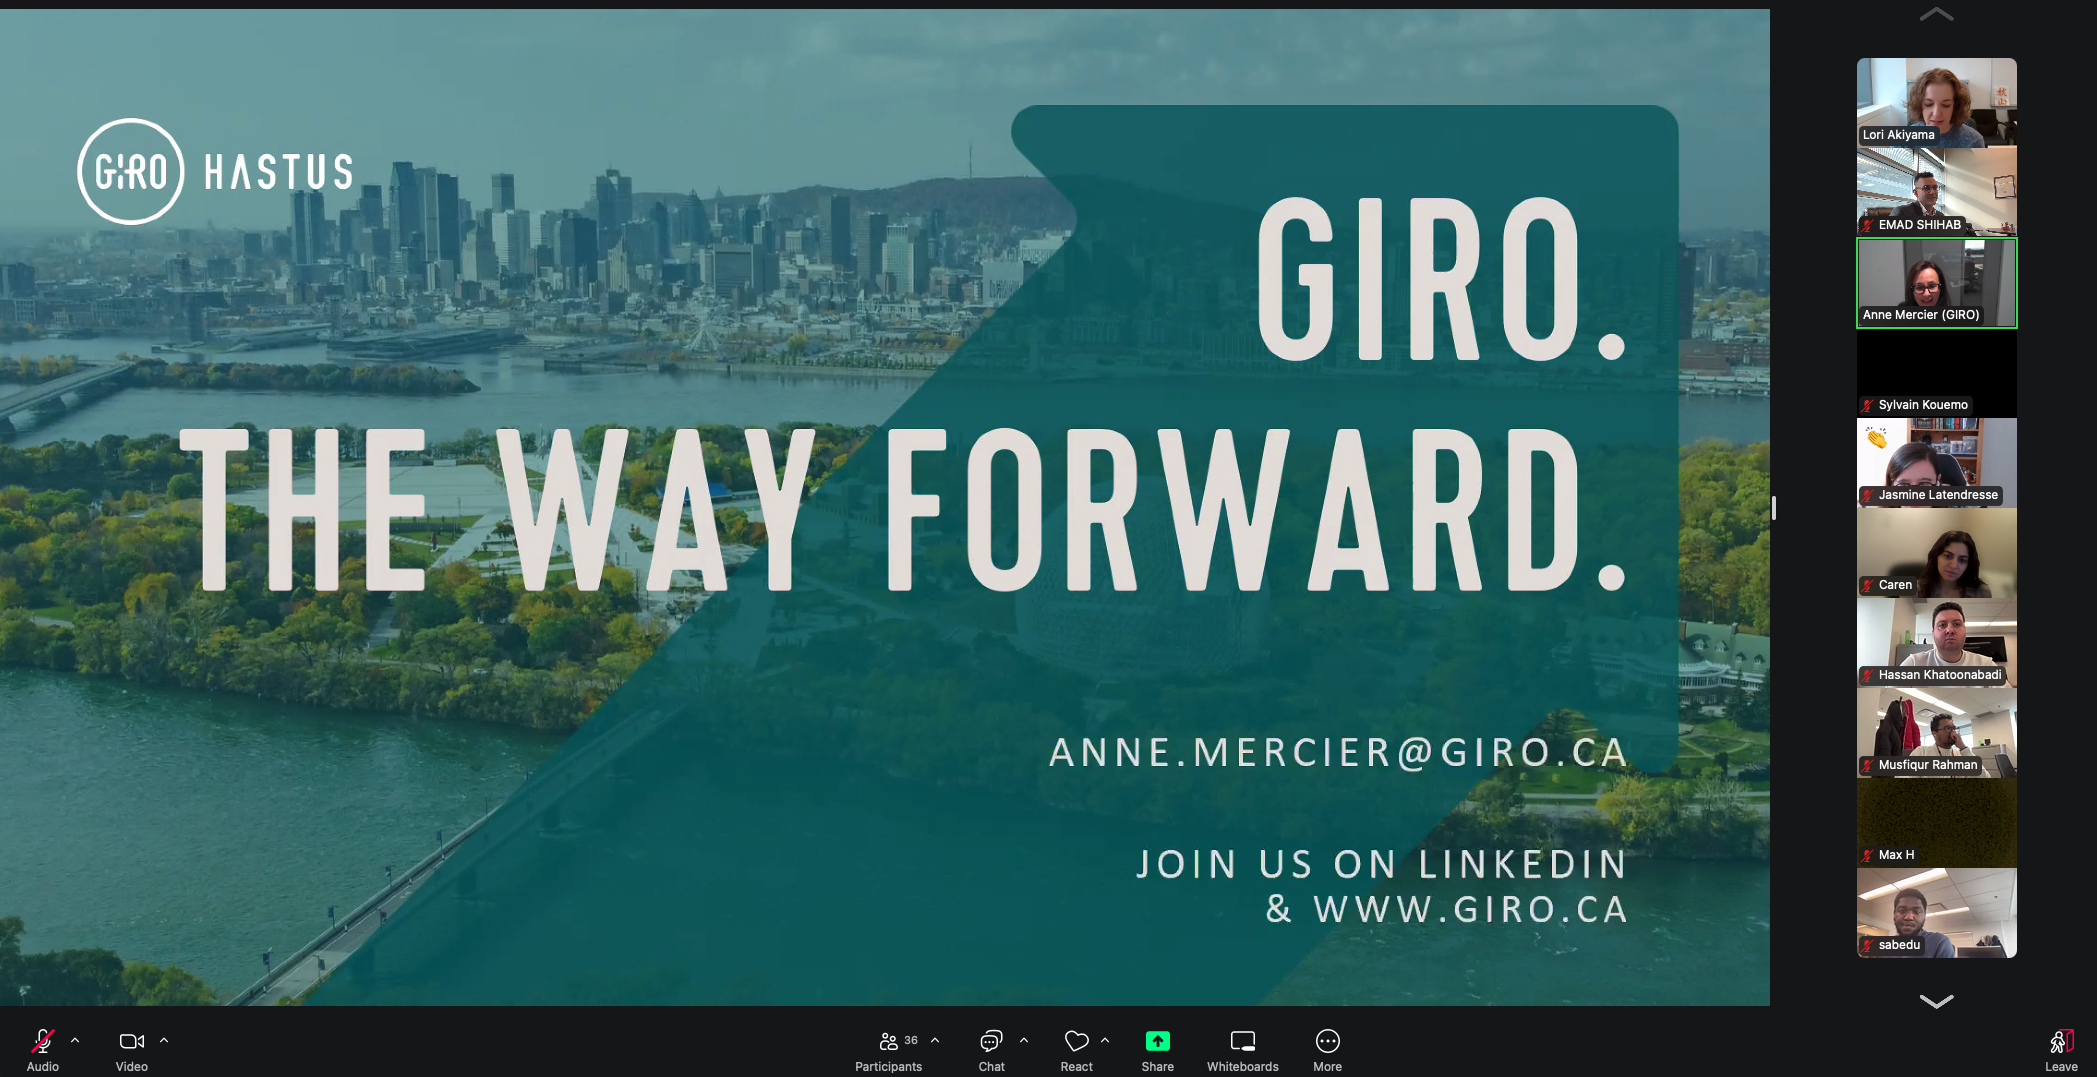 GIRO HASTUS
GIRO.
THE WAY FORWARD.
ANNE.MERCIER@GIRO.CA
JOIN US ON LINKEDIN
& WWW.GIRO.CA
Lori Akiyama
EMAD SHIHAB
Anne Mercier (GIRO)
Sylvain Kouemo
Jasmine Latendresse
Caren
Hassan Khatoonabadi
Musfiqur Rahman
Max H
sabedu
Audio
Video
Participants
36
Chat
React
Share
Whiteboards
More
Leave